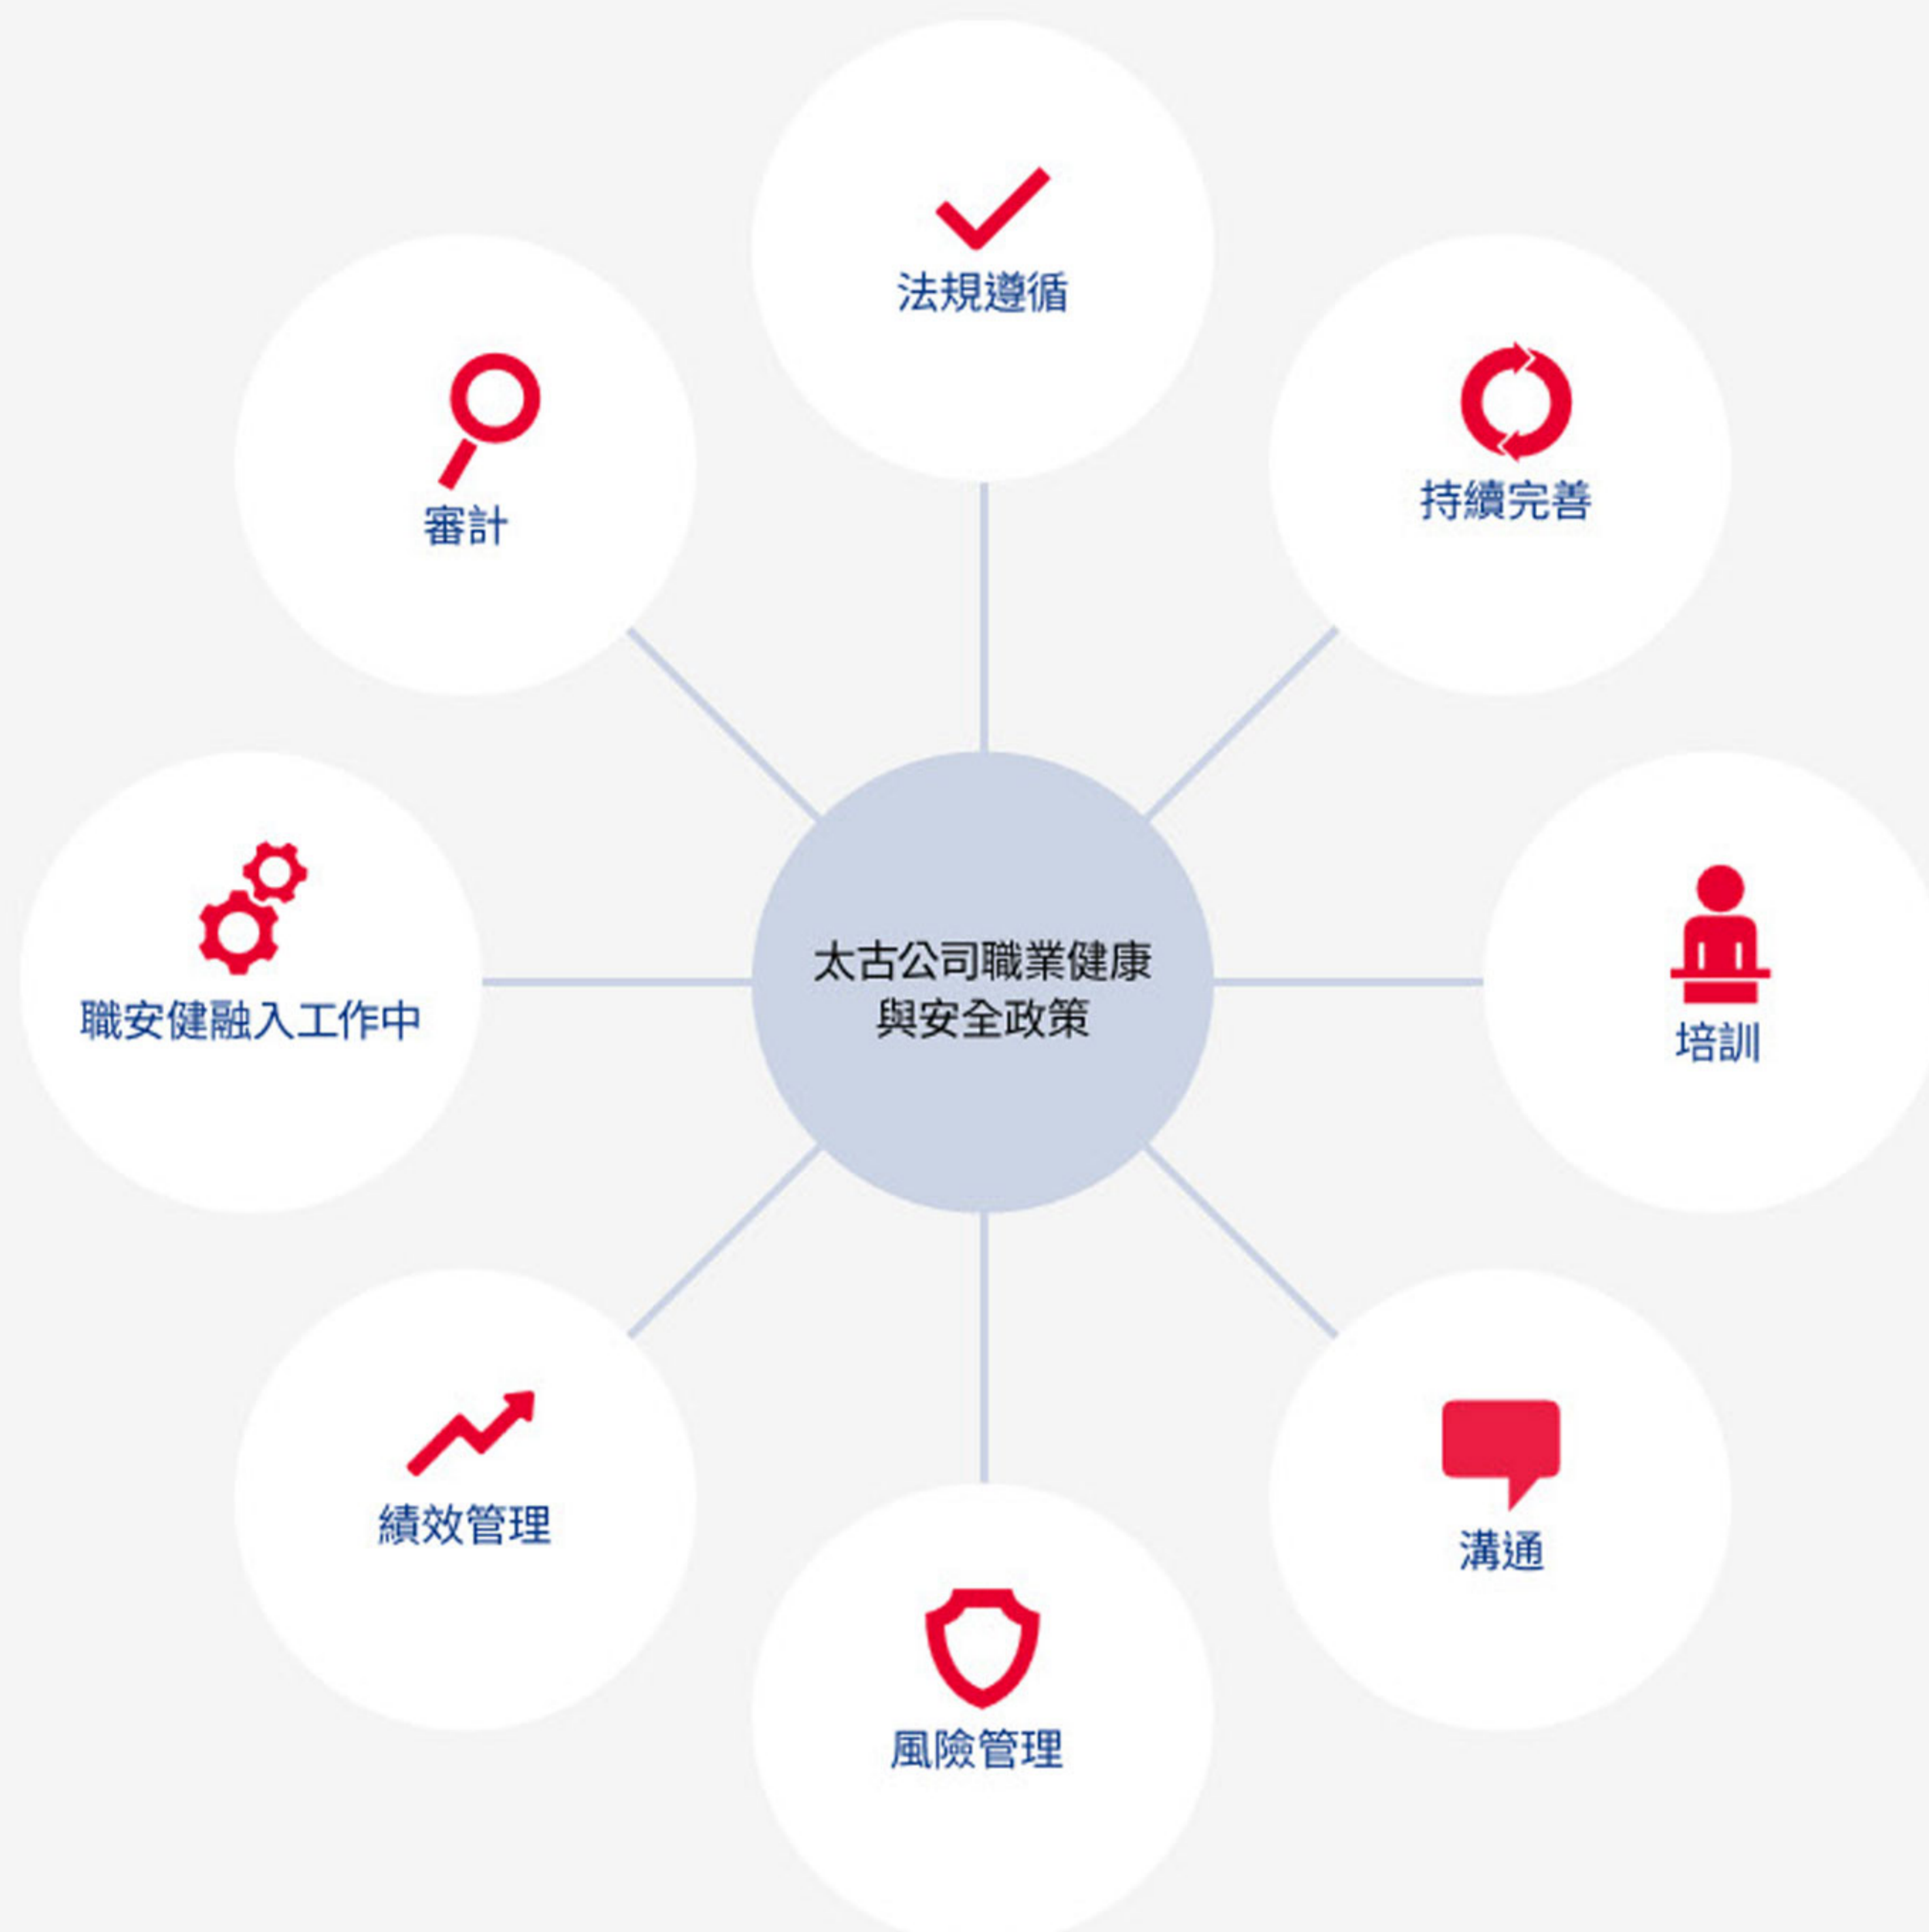 法規遵循
持續完善
審計
太古公司職業健康
與安全政策
職安健融入工作中
培訓
績效管理
溝通
風險管理